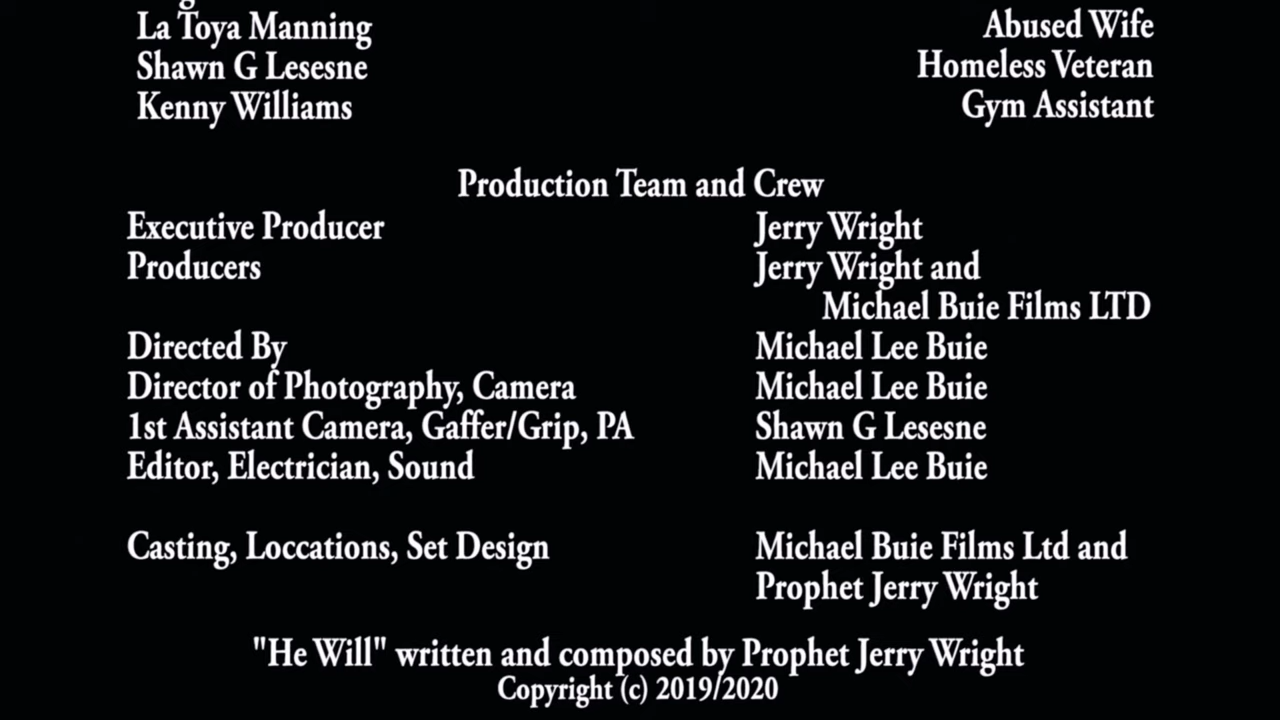 La Toya Manning Abused Wife
Shawn G Lesesne Homeless Veteran
Kenny Williams Gym Assistant
Production Team and Crew
Executive Producer Jerry Wright
Producers Jerry Wright and
Michael Buie Films LTD
Directed By Michael Lee Buie
Director of Photography, Camera Michael Lee Buie
1st Assistant Camera, Gaffer/Grip, PA Shawn G Lesesne
Editor, Electrician, Sound Michael Lee Buie
Casting, Loccations, Set Design Michael Buie Films Ltd and
Prophet Jerry Wright
"He Will" written and composed by Prophet Jerry Wright
Copyright (c) 2019/2020